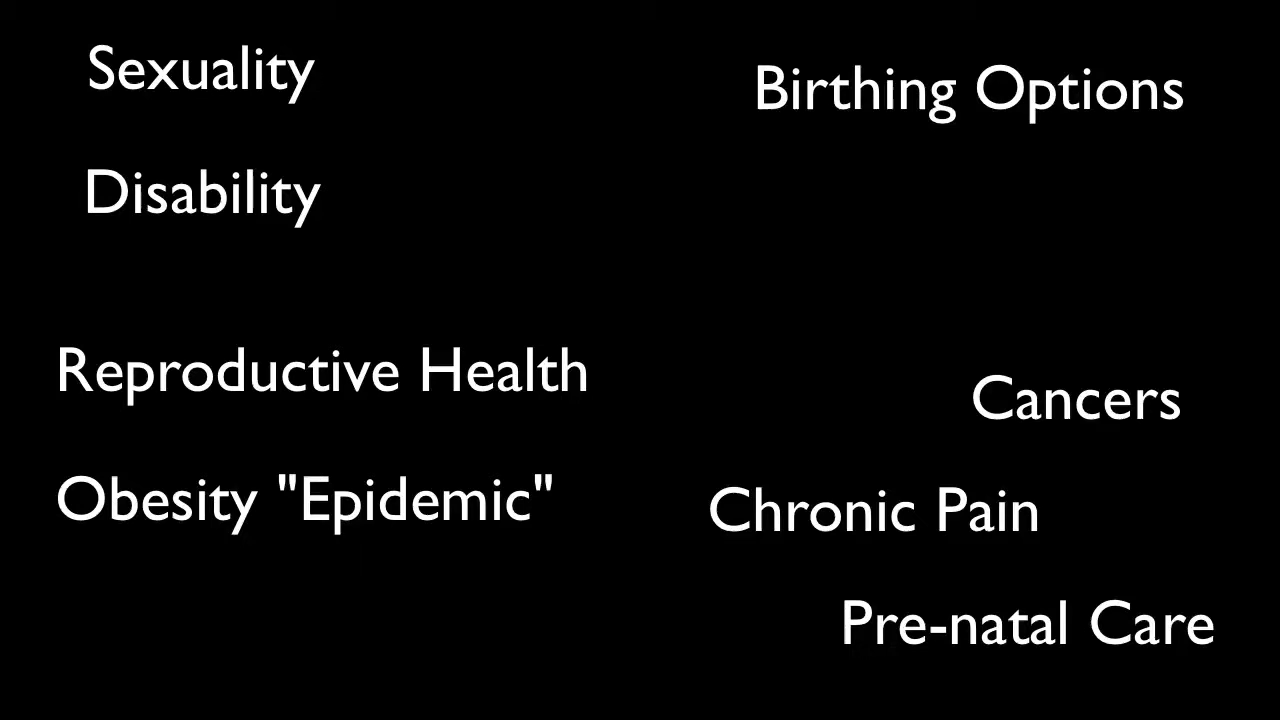 Sexuality
Birthing Options
Disability
Reproductive Health
Cancers
Obesity "Epidemic"
Chronic Pain
Pre-natal Care